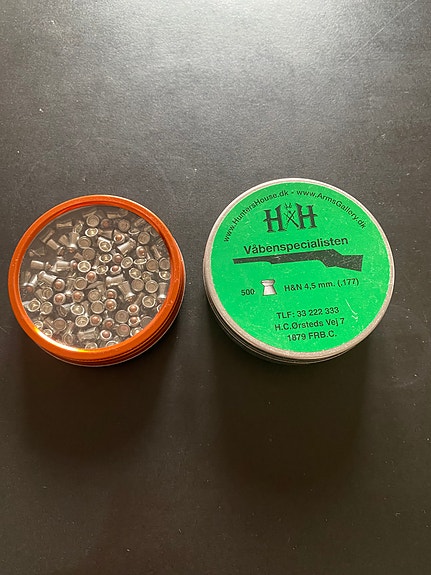 www.HuntersHouse.dk - www.ArmsGallery.dk
H H
Våbenspecialisten
500 H&N 4,5 mm. (.177)
TLF: 33 222 333
H.C.Ørsteds Vej 7
1879 FRB.C.